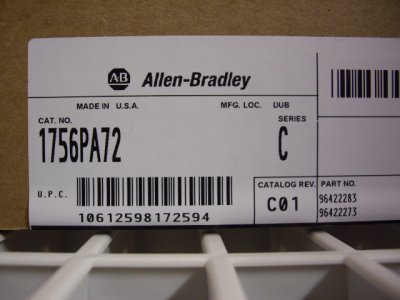 AB Allen-Bradley
MADE IN U.S.A. MFG. LOC. DUB
CAT. NO. SERIES
1756PA72 C
U.P.C.
10612598172594
CATALOG REV. PART NO.
C01 96422283
96422273